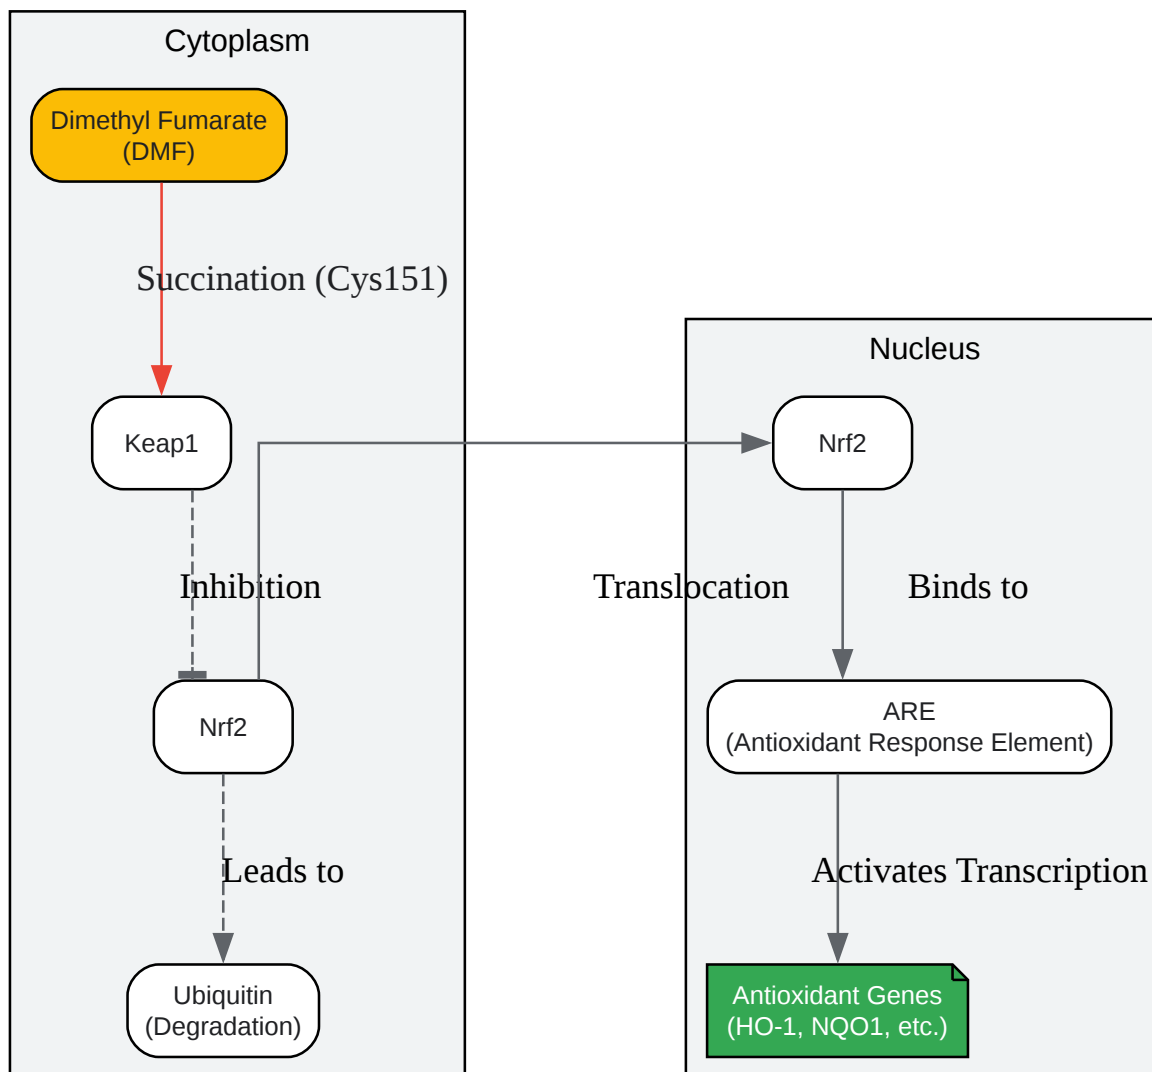 Cytoplasm
Dimethyl Fumarate
(DMF)
Succination (Cys151)
Keap1
Inhibition
Nrf2
Leads to
Ubiquitin
(Degradation)
Translocation
Nucleus
Nrf2
Binds to
ARE
(Antioxidant Response Element)
Activates Transcription
Antioxidant Genes
(HO-1, NQO1, etc.)